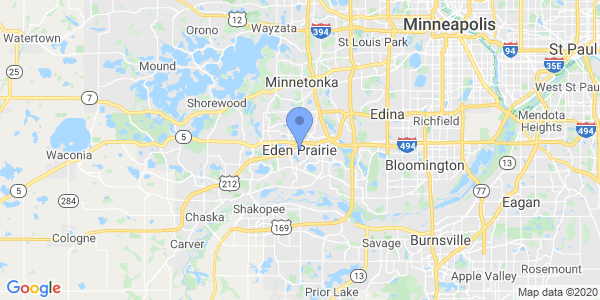 Orono
12
Wayzata
Minneapolis
Watertown
394
St Louis Park
94
St Paul
35E
Mound
25
Minnetonka
West St Pau
7
Shorewood
Edina
Richfield
Mendota
Heights
494
5
Waconia
Eden Prairie
494
Bloomington
13
212
5
77
284
Chaska
Shakopee
169
Eagan
Cologne
Carver
Savage
Burnsville
Rosemount
13
Apple Valley
Prior Lake
Google
Map data ©2020